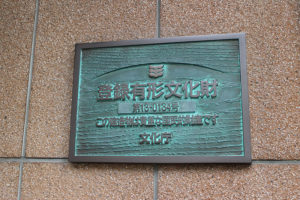 登録有形文化財
この建造物は貴重な国民的財産です
文化庁